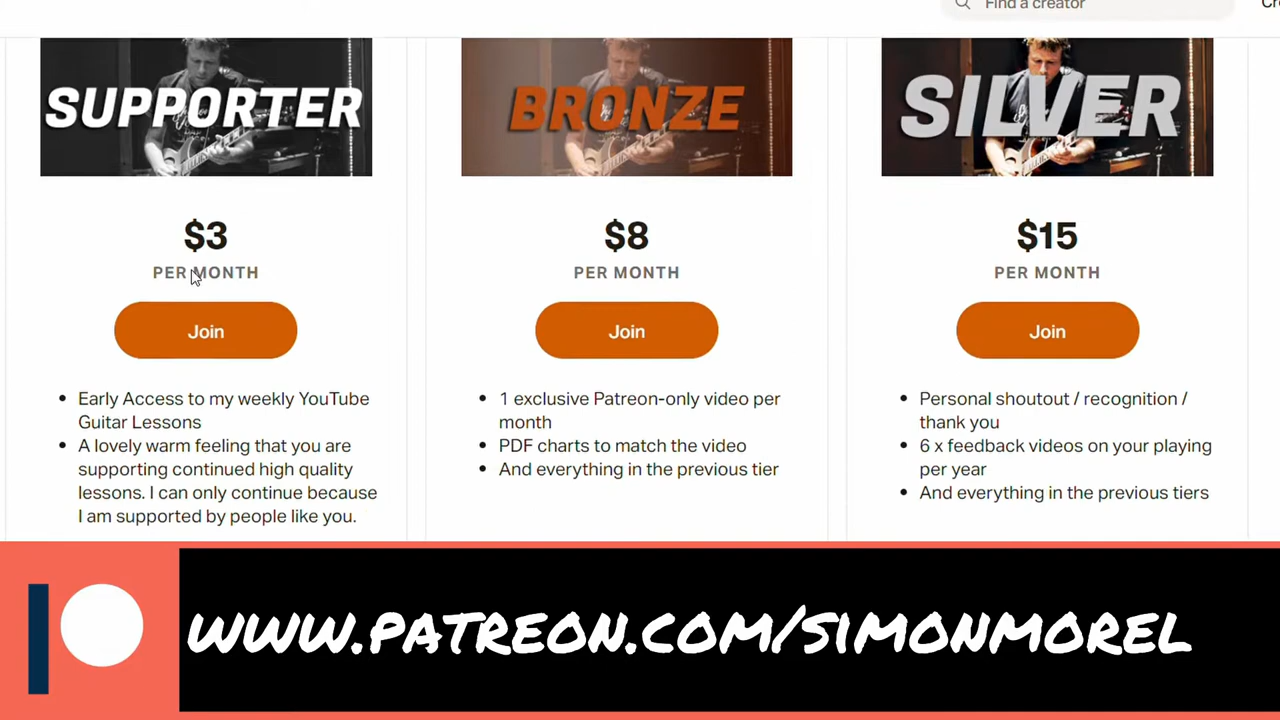 Find a creator
SUPPORTER
BRONZE
SILVER
$3
PER MONTH
Join
Early Access to my weekly YouTube
Guitar Lessons
A lovely warm feeling that you are
supporting continued high quality
lessons. I can only continue because
I am supported by people like you.
$8
PER MONTH
Join
1 exclusive Patreon-only video per
month
PDF charts to match the video
And everything in the previous tier
$15
PER MONTH
Join
Personal shoutout / recognition /
thank you
6 x feedback videos on your playing
per year
And everything in the previous tiers
WWW.PATREON.COM/SIMONMOREL